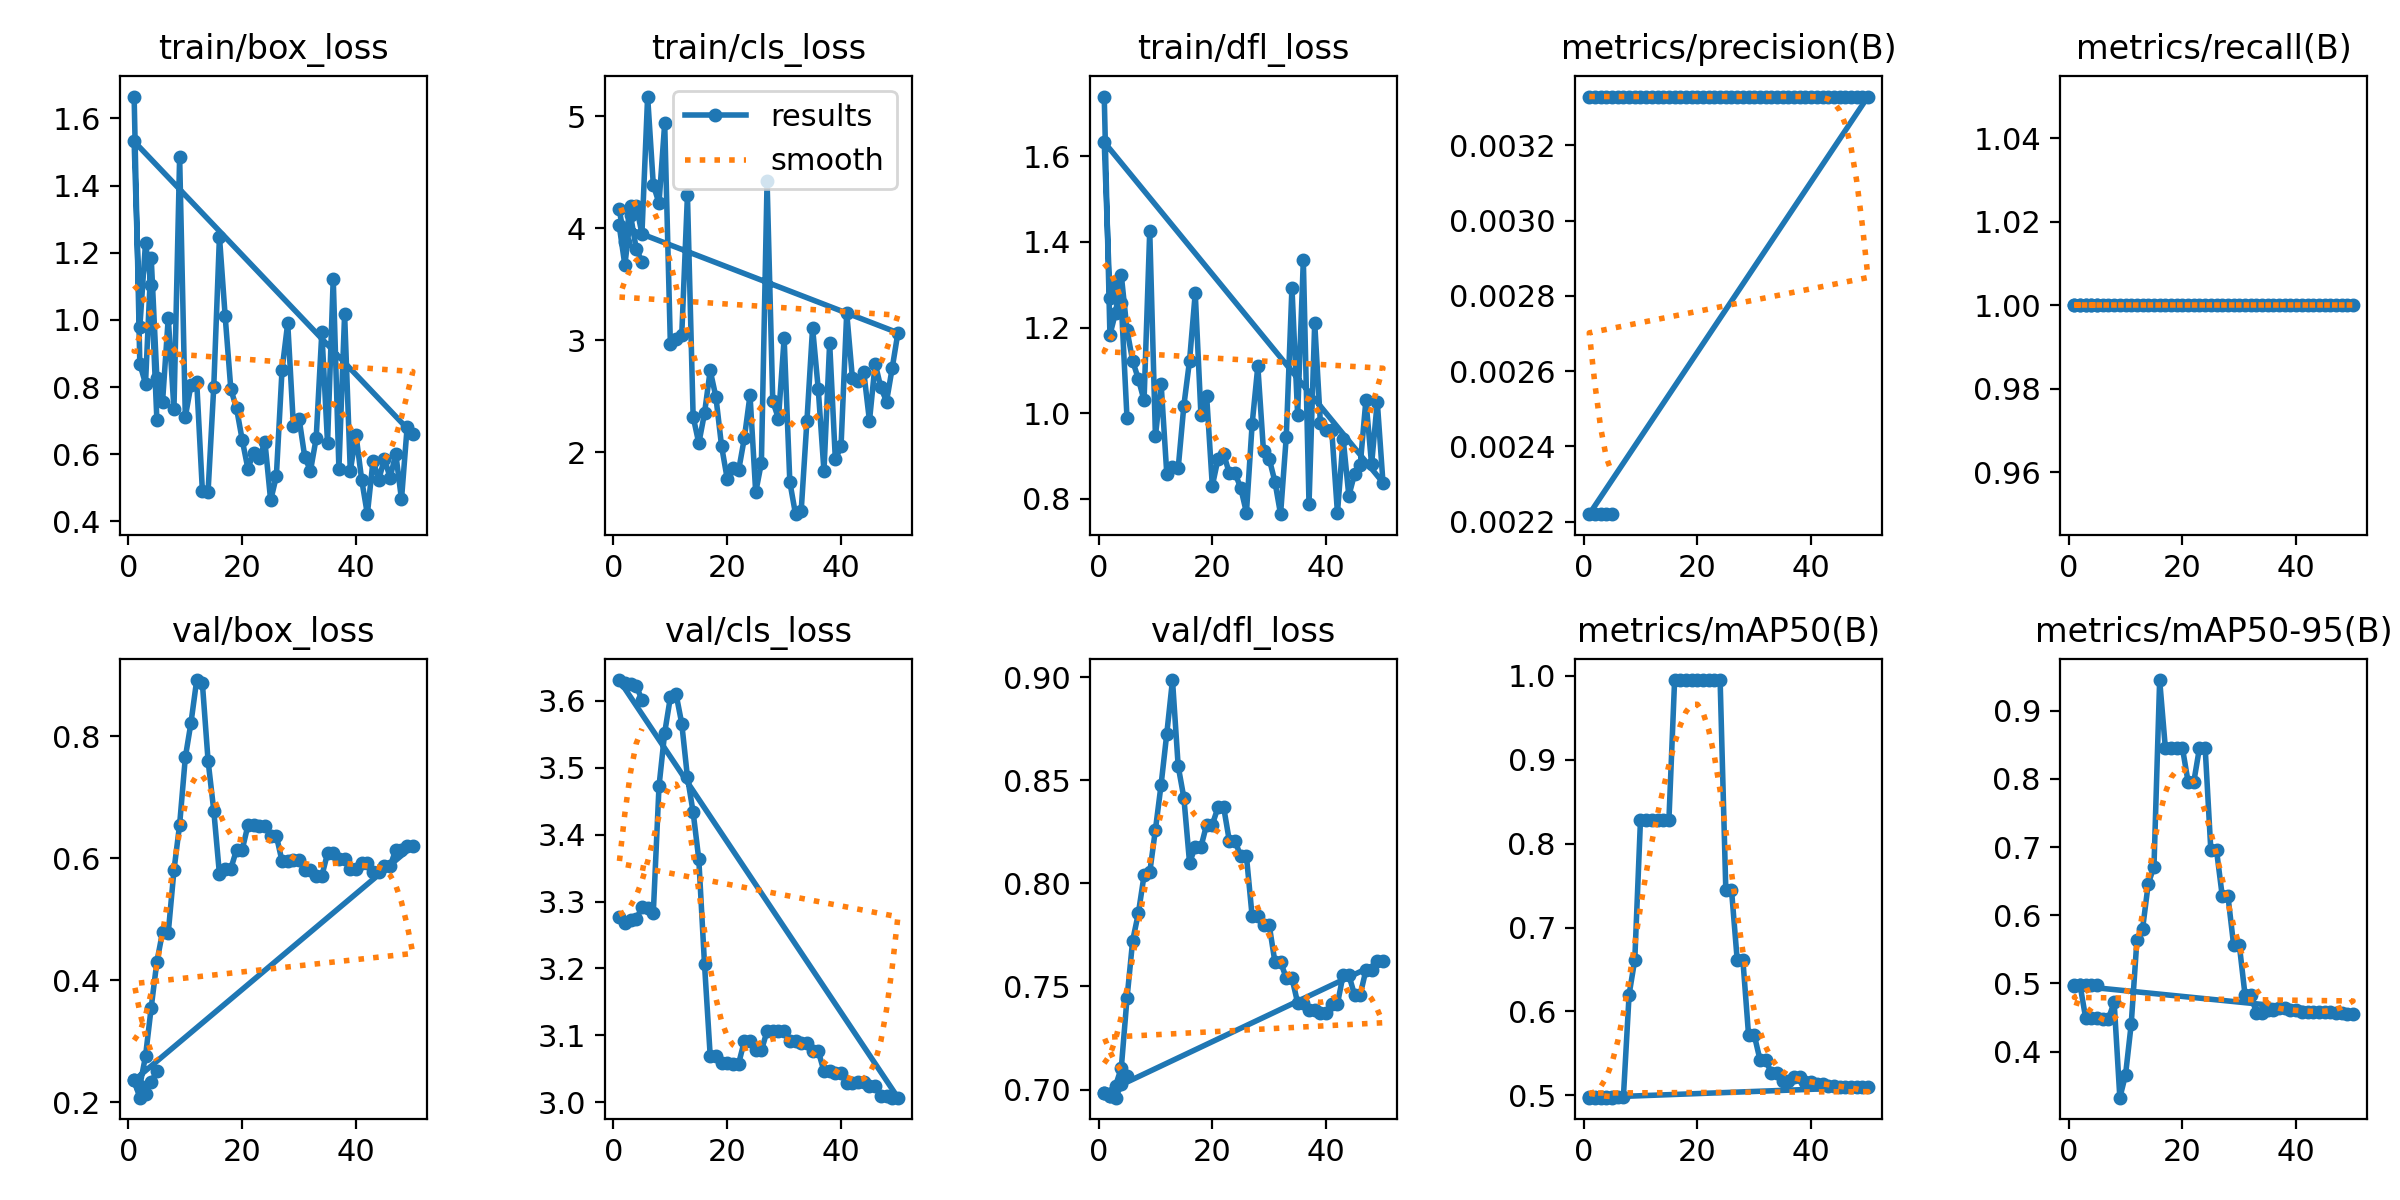 train/box_loss
1.6
1.4
1.2
1.0
0.8
0.6
0.4
0 20 40
train/cls_loss
results
smooth
5
4
3
2
0 20 40
train/dfl_loss
1.6
1.4
1.2
1.0
0.8
0 20 40
metrics/precision(B)
0.0032
0.0030
0.0028
0.0026
0.0024
0.0022
0 20 40
metrics/recall(B)
1.04
1.02
1.00
0.98
0.96
0 20 40
val/box_loss
0.8
0.6
0.4
0.2
0 20 40
val/cls_loss
3.6
3.5
3.4
3.3
3.2
3.1
3.0
0 20 40
val/dfl_loss
0.90
0.85
0.80
0.75
0.70
0 20 40
metrics/mAP50(B)
1.0
0.9
0.8
0.7
0.6
0.5
0 20 40
metrics/mAP50-95(B)
0.9
0.8
0.7
0.6
0.5
0.4
0 20 40